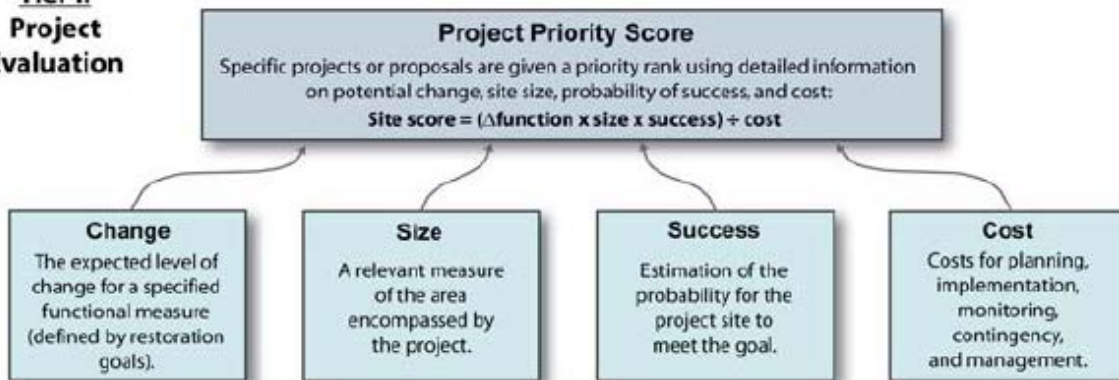 Project
Evaluation
Project Priority Score
Specific projects or proposals are given a priority rank using detailed information
on potential change, site size, probability of success, and cost:
Site score = (Δfunction x size x success) ÷ cost
Change
The expected level of
change for a specified
functional measure
(defined by restoration
goals).
Size
A relevant measure
of the area
encompassed by
the project.
Success
Estimation of the
probability for the
project site to
meet the goal.
Cost
Costs for planning,
implementation,
monitoring,
contingency,
and management.